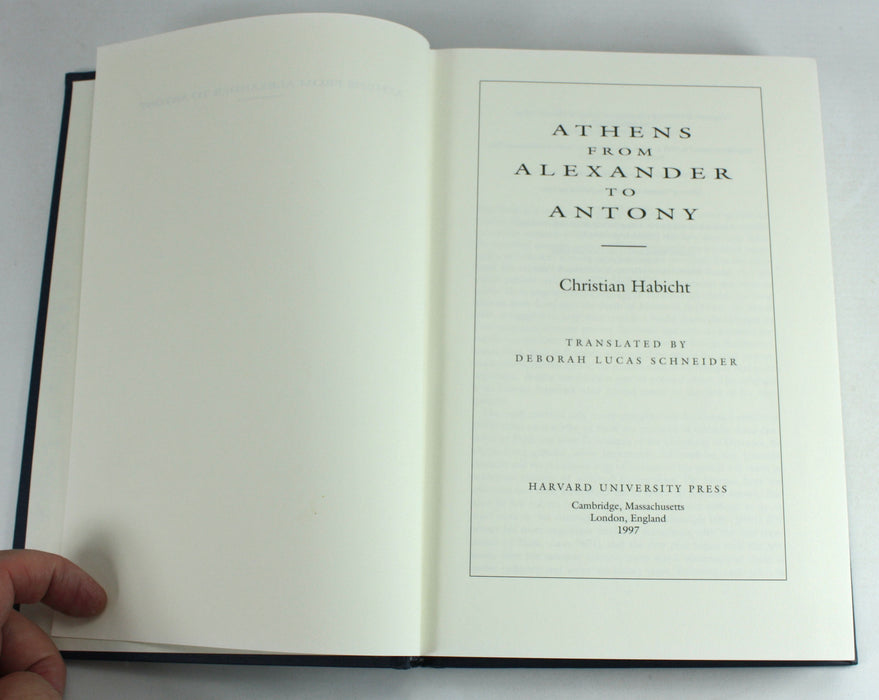 ATHENS
FROM
ALEXANDER
TO
ANTONY
Christian Habicht
TRANSLATED BY
DEBORAH LUCAS SCHNEIDER
HARVARD UNIVERSITY PRESS
Cambridge, Massachusetts
London, England
1997